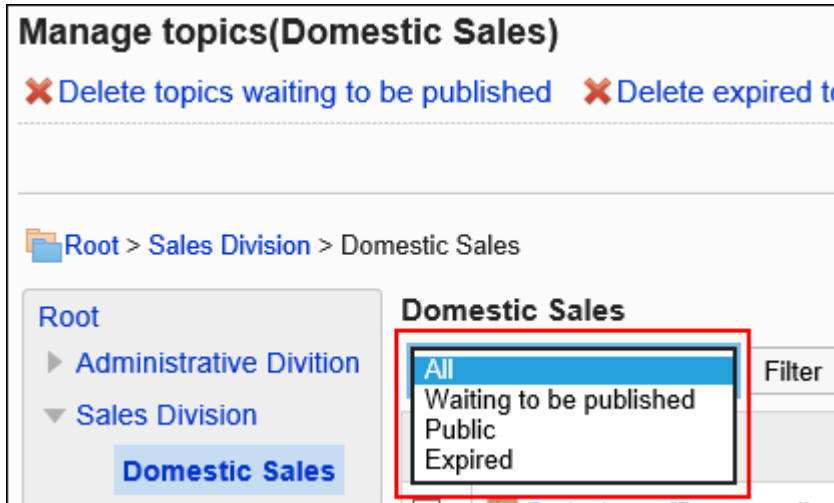 Manage topics(Domestic Sales)
Delete topics waiting to be published Delete expired
Root > Sales Division > Domestic Sales
Root
Administrative Divition
Sales Division
Domestic Sales
Domestic Sales
All
Waiting to be published
Public
Expired
Filter